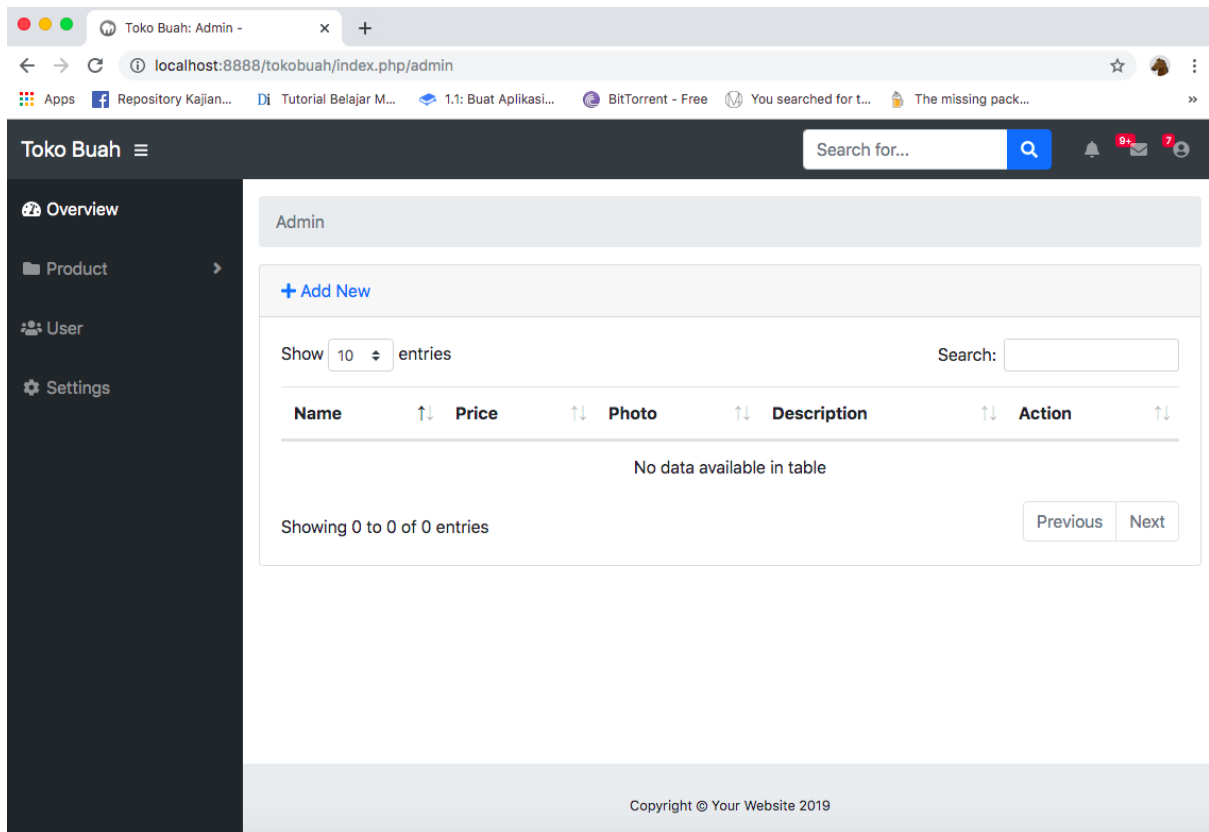 Toko Buah: Admin -
localhost:8888/tokobuah/index.php/admin
Apps Repository Kajian... Di Tutorial Belajar M... 1.1: Buat Aplikasi... BitTorrent - Free You searched for t... The missing pack... »
Toko Buah Search for... 9+ 7
Overview
Admin
Product
Add New
User
Show 10 entries Search:
Settings
Name Price Photo Description Action
No data available in table
Showing 0 to 0 of 0 entries Previous Next
Copyright © Your Website 2019